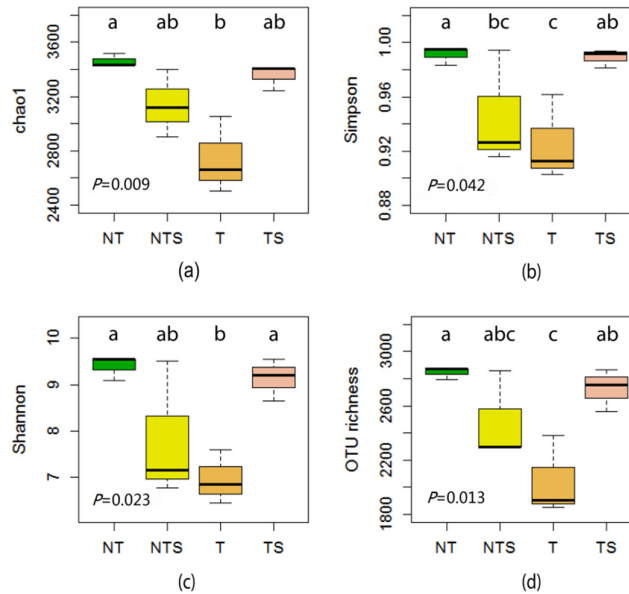 a ab b ab
chao1
3600
3200
2800
2400
P=0.009
NT NTS T TS
(a)
a bc c ab
Simpson
1.00
0.96
0.92
0.88
P=0.042
NT NTS T TS
(b)
a ab b a
Shannon
10
9
8
7
P=0.023
NT NTS T TS
(c)
a abc c ab
OTU richness
3000
2600
2200
1800
P=0.013
NT NTS T TS
(d)